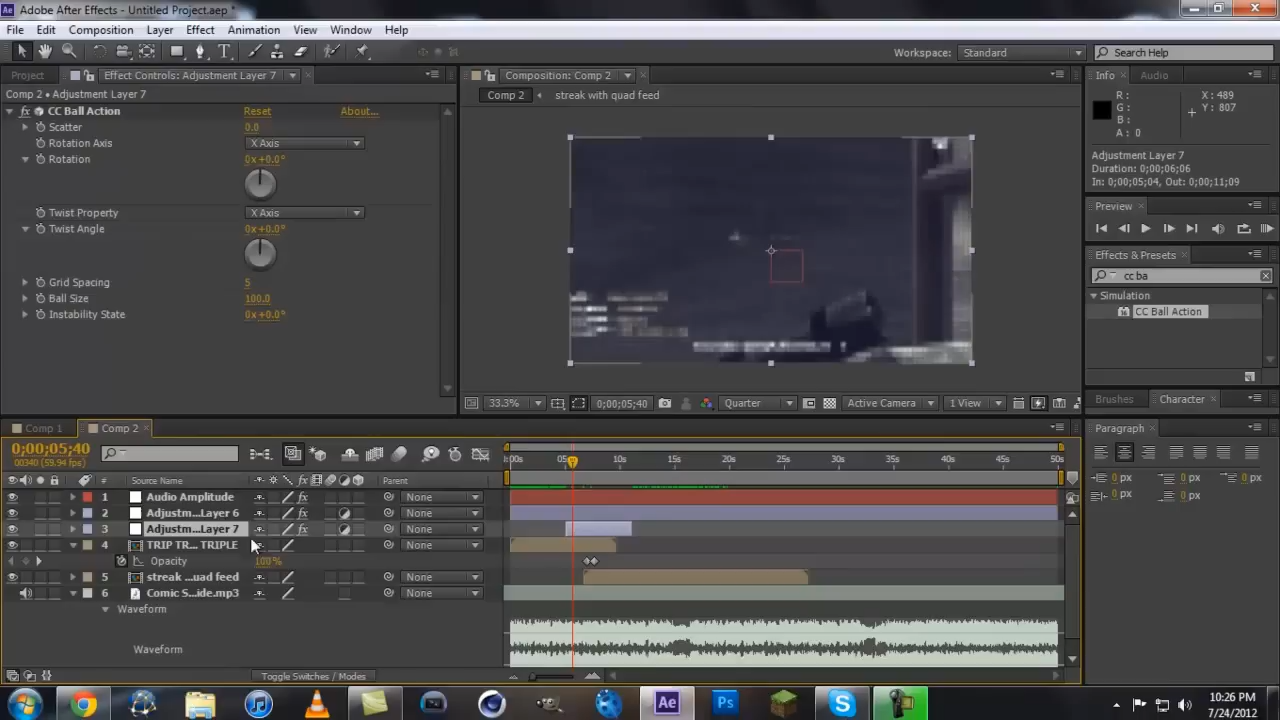 Adobe After Effects - Untitled Project.aep *
File Edit Composition Layer Effect Animation View Window Help
Workspace: Standard Search Help
Project Effect Controls: Adjustment Layer 7
Comp 2 • Adjustment Layer 7
fx CC Ball Action Reset About...
Scatter 0.0
Rotation Axis X Axis
Rotation 0x+0.0°
Twist Property X Axis
Twist Angle 0x+0.0°
Grid Spacing 5
Ball Size 100.0
Instability State 0x+0.0°
Composition: Comp 2
Comp 2 streak with quad feed
33.3% 0;00;05;40 Quarter Active Camera 1 View
Info Audio
R: X: 489
G: Y: 807
B:
A: 0
Adjustment Layer 7
Duration: 0;00;06;06
In: 0;00;05;04, Out: 0;00;11;09
Preview
Effects & Presets
cc ba
Simulation
CC Ball Action
Brushes Character
Paragraph
0 px 0 px
0 px
0 px 0 px
Comp 1 Comp 2
0;00;05;40
00340 (59.94 fps)
:00s 05s 10s 15s 20s 25s 30s 35s 40s 45s 50s
# Source Name Parent
1 Audio Amplitude fx None
2 Adjustm...Layer 6 fx None
3 Adjustm...Layer 7 fx None
4 TRIP TR... TRIPLE None
Opacity 100%
5 streak ...uad feed None
6 Comic S...ide.mp3 None
Waveform
Waveform
Toggle Switches / Modes
Ae Ps
10:26 PM
7/24/2012